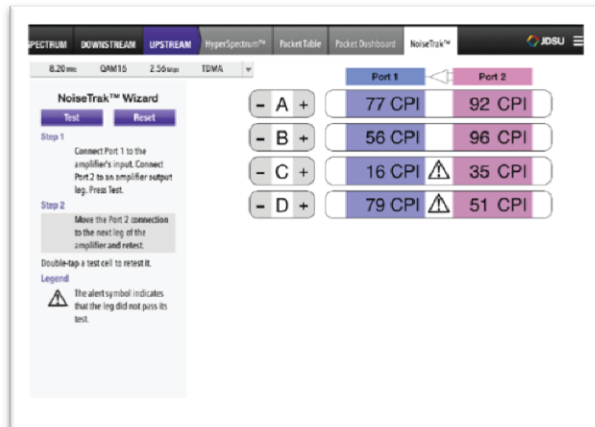 PECTRUM DOWNSTREAM UPSTREAM HyperSpectrum™ PacketTable Packet Dashboard NoiseTrak™ JDSU
8.20 MHz QAM16 2.56 Msps TDMA
NoiseTrak™ Wizard
Test Reset
Step 1
Connect Port 1 to the
amplifier's input. Connect
Port 2 to an amplifier output
leg. Press Test.
Step 2
Move the Port 2 connection
to the next leg of the
amplifier and retest.
Double-tap a test cell to retest it.
Legend
The alert symbol indicates
that the leg did not pass its
test.
Port 1 Port 2
- A + 77 CPI 92 CPI
- B + 56 CPI 96 CPI
- C + 16 CPI 35 CPI
- D + 79 CPI 51 CPI